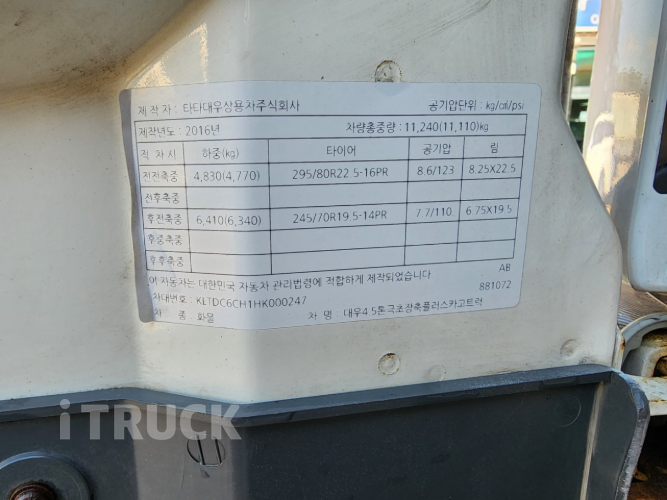 제 작 자 : 타타대우상용차주식회사 공기압단위 : kg/㎠/psi
제작년도 : 2016년 차량총중량 : 11,240(11,110)kg
적 차 시 하중(kg) 타이어 공기압 림
전전축중 4,830(4,770) 295/80R22.5-16PR 8.6/123 8.25X22.5
전후축중
후전축중 6,410(6,340) 245/70R19.5-14PR 7.7/110 6.75X19.5
후중축중
후후축중
이 자동차는 대한민국 자동차 관리법령에 적합하게 제작되었습니다 AB
차대번호 : KLTDC6CH1HK000247 881072
차 종 화물 차 명 : 대우4.5톤극초장축플러스카고트럭
iTRUCK